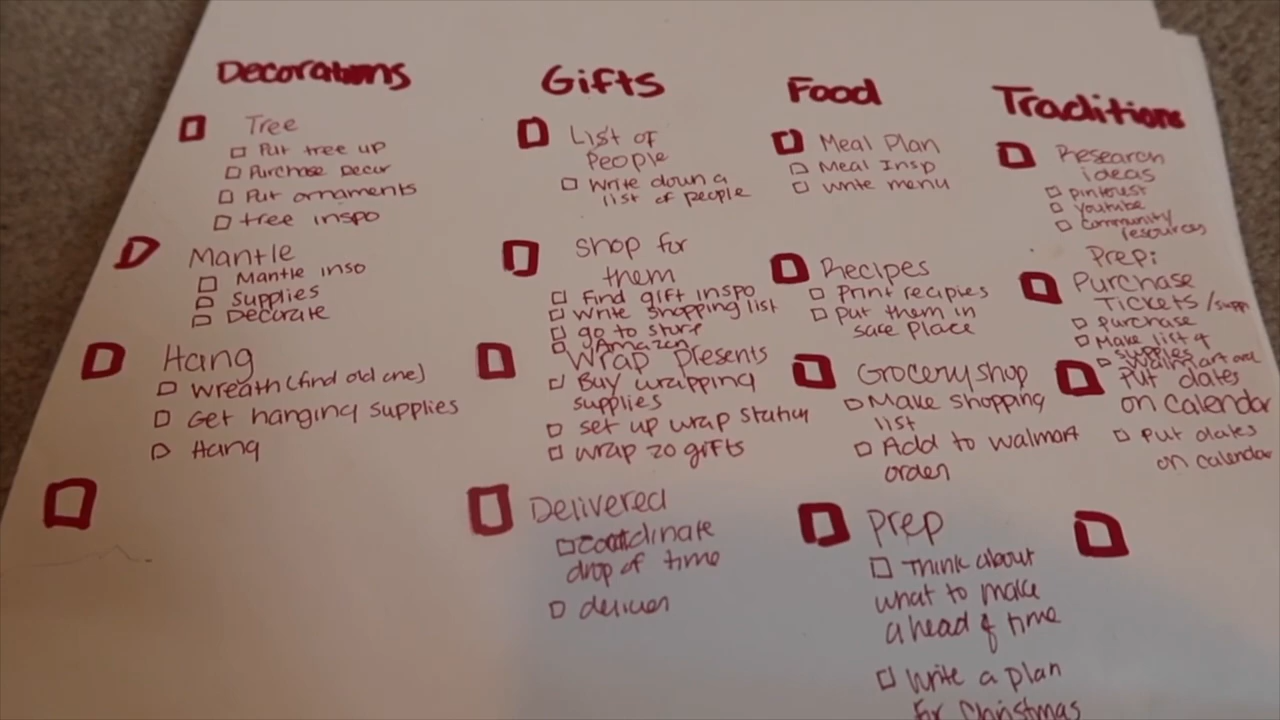 Decorations
Tree
Put tree up
Purchase Decor
Put ornaments
tree inspo
Mantle
Mantle inso
Supplies
Decorate
Hang
Wreath (find old one)
Get hanging supplies
Hang
Gifts
List of
People
Write down a
list of people
Shop for
them
Find gift inspo
Write shopping list
go to store
Amazon
Wrap presents
Buy wrapping
supplies
set up wrap station
wrap 20 gifts
Delivered
coordinate
drop of time
deliver
Food
Meal Plan
Meal Insp
write menu
Recipes
Print recipies
Put them in
sace place
Grocery shop
Make shopping
list
Add to walmart
order
Prep
Think about
what to make
ahead of time
Write a plan
for Christmas
Traditions
Research
ideas
pinterest
youtube
community
resources
Prep:
Purchase
Tickets /supp
purchase
Make list of
supplies
Walmart
Put dates
on calendar
Put dates
on calendar